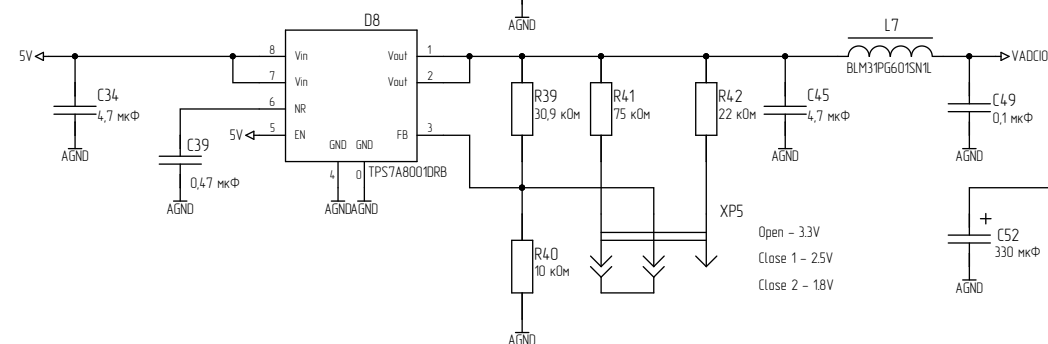 AGND
D8
L7
5V
8
Vin
Vout
1
VADCIO
7
Vin
Vout
2
BLM31PG601SN1L
C34
4,7 мкФ
6
NR
R39
30,9 кОм
R41
75 кОм
R42
22 кОм
C45
4,7 мкФ
C49
0,1 мкФ
5V
5
EN
FB
3
C39
0,47 мкФ
GND GND
4
0
TPS7A8001DRB
AGND
AGND
AGND
AGND
AGND
AGND
XP5
Open - 3.3V
Close 1 - 2.5V
Close 2 - 1.8V
+
C52
330 мкФ
R40
10 кОм
AGND
AGND